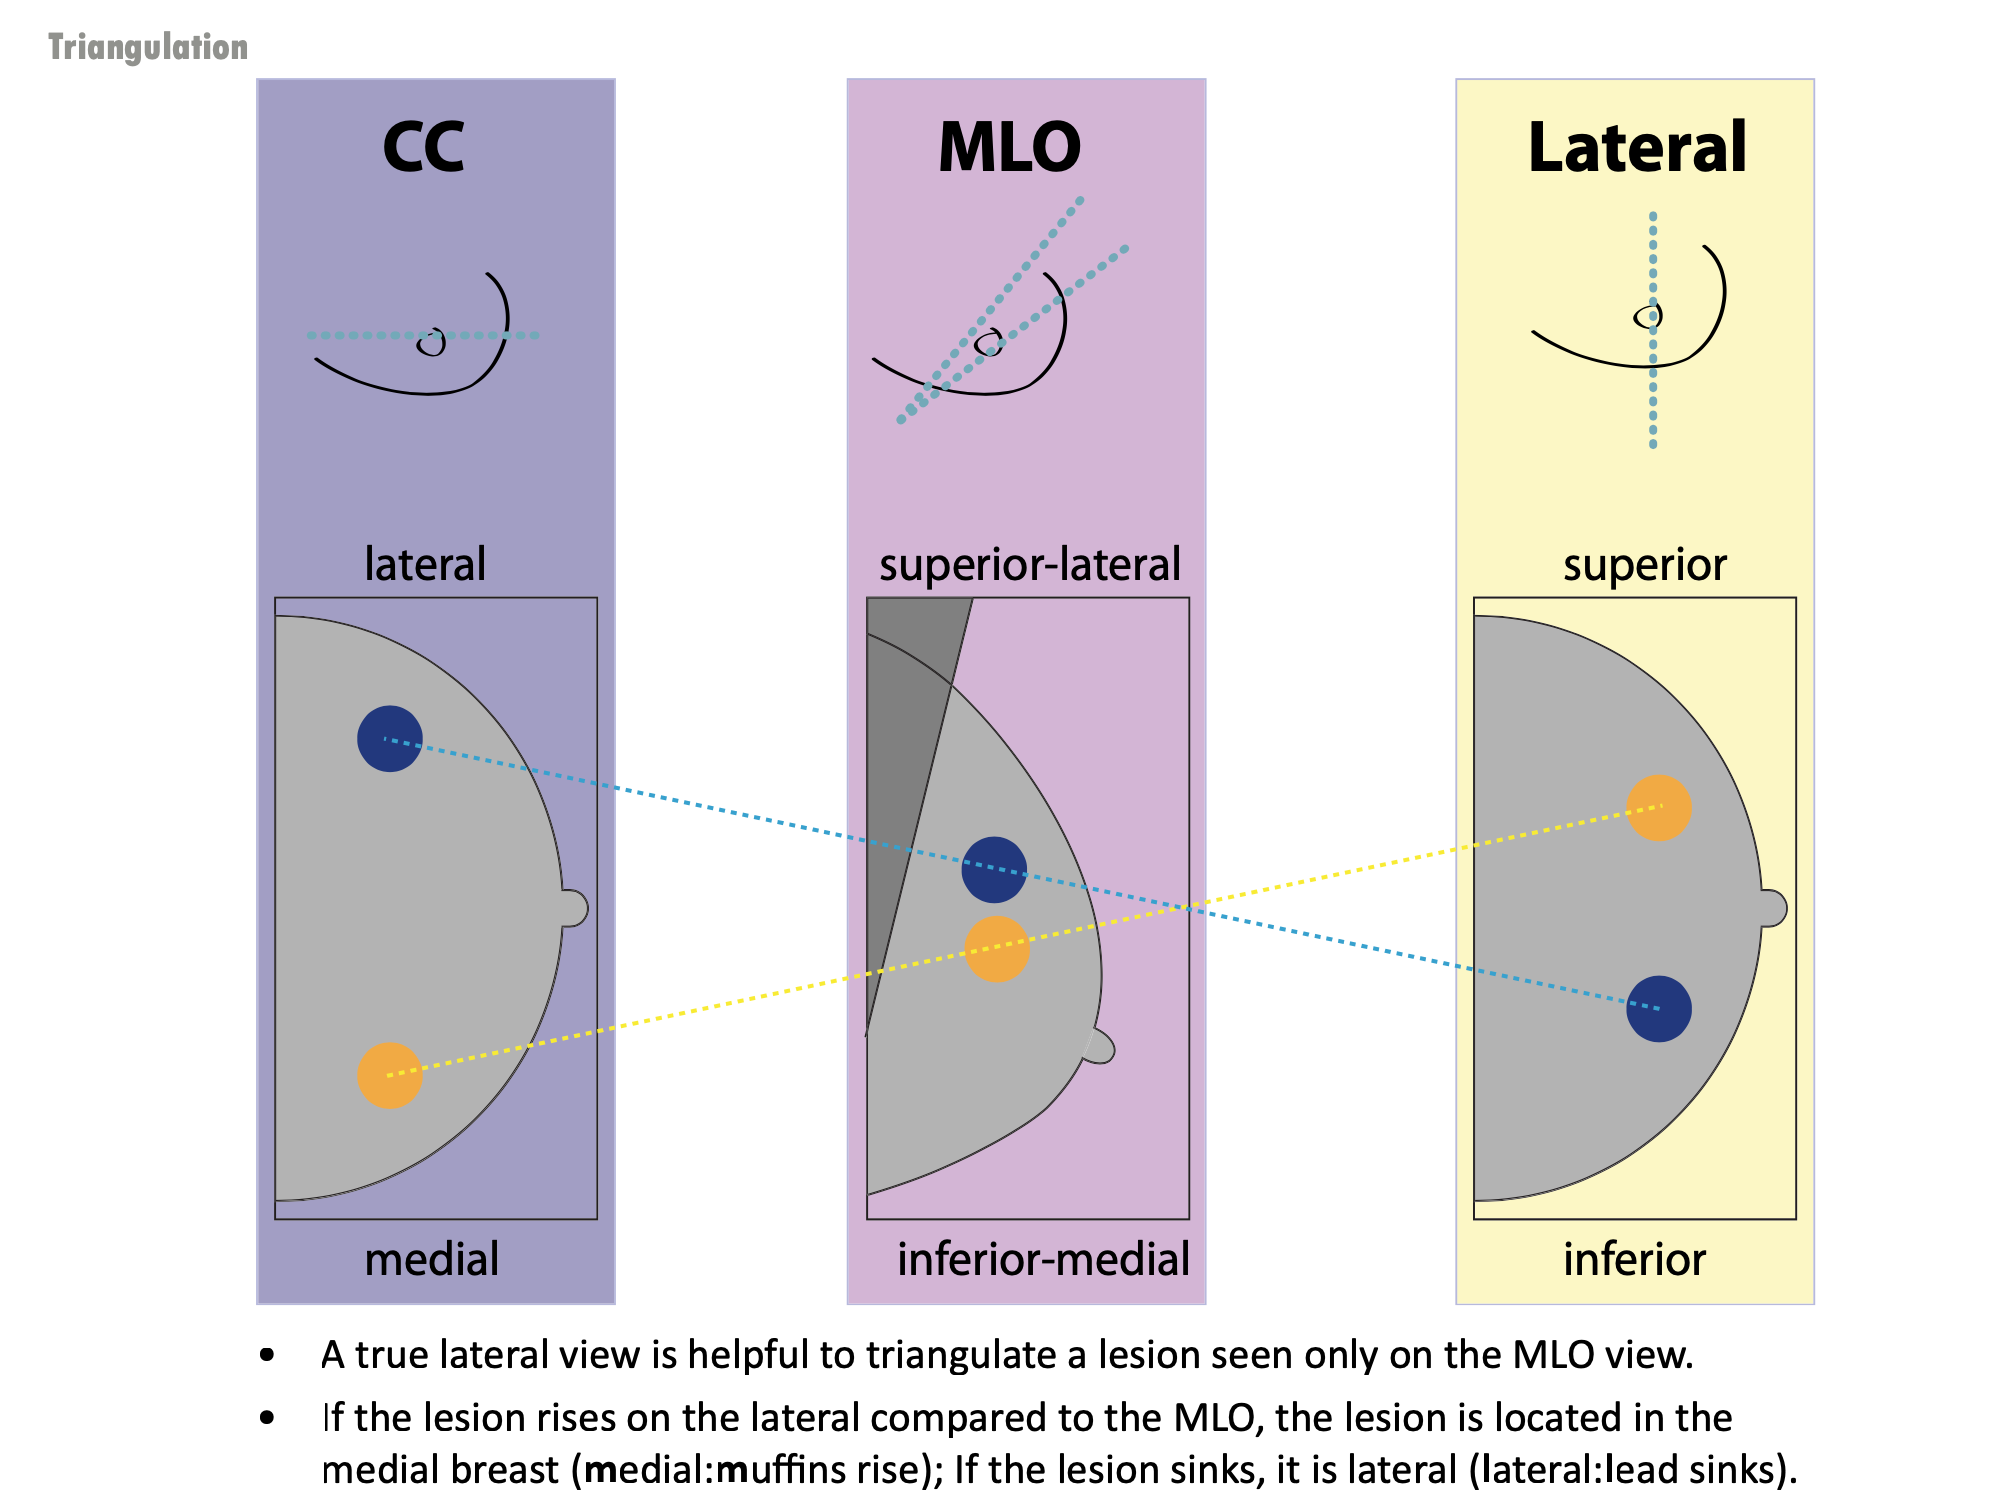 Triangulation
CC
MLO
Lateral
lateral
superior-lateral
superior
medial
inferior-medial
inferior
• A true lateral view is helpful to triangulate a lesion seen only on the MLO view.
• If the lesion rises on the lateral compared to the MLO, the lesion is located in the
medial breast (medial:muffins rise); If the lesion sinks, it is lateral (lateral:lead sinks).